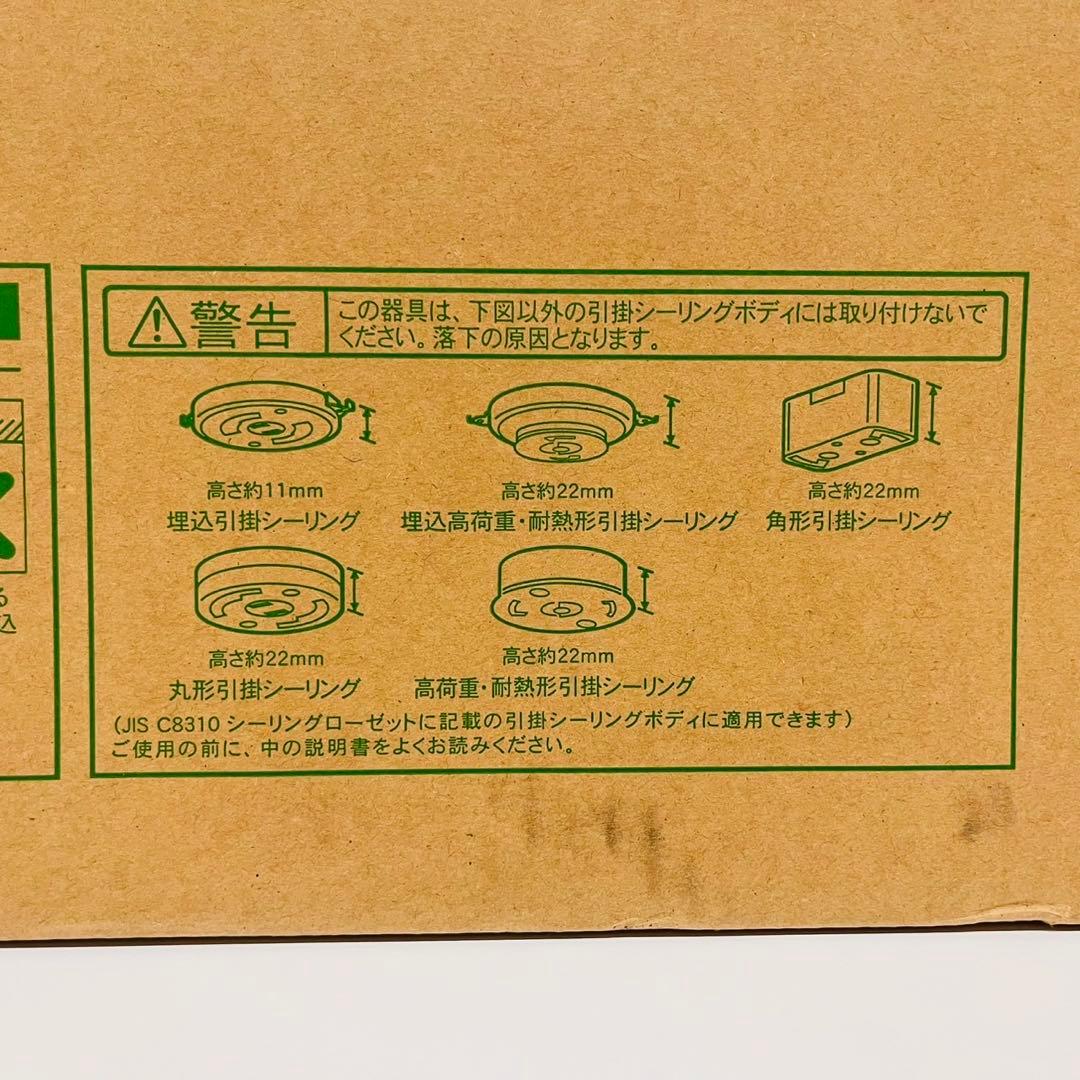 警告
この器具は、下図以外の引掛シーリングボディには取り付けないで
ください。落下の原因となります。
高さ約11mm
埋込引掛シーリング
高さ約22mm
埋込高荷重・耐熱形引掛シーリング
高さ約22mm
角形引掛シーリング
高さ約22mm
丸形引掛シーリング
高さ約22mm
高荷重・耐熱形引掛シーリング
(JIS C8310 シーリングローゼットに記載の引掛シーリングボディに適用できます)
ご使用の前に、中の説明書をよくお読みください。
る
込